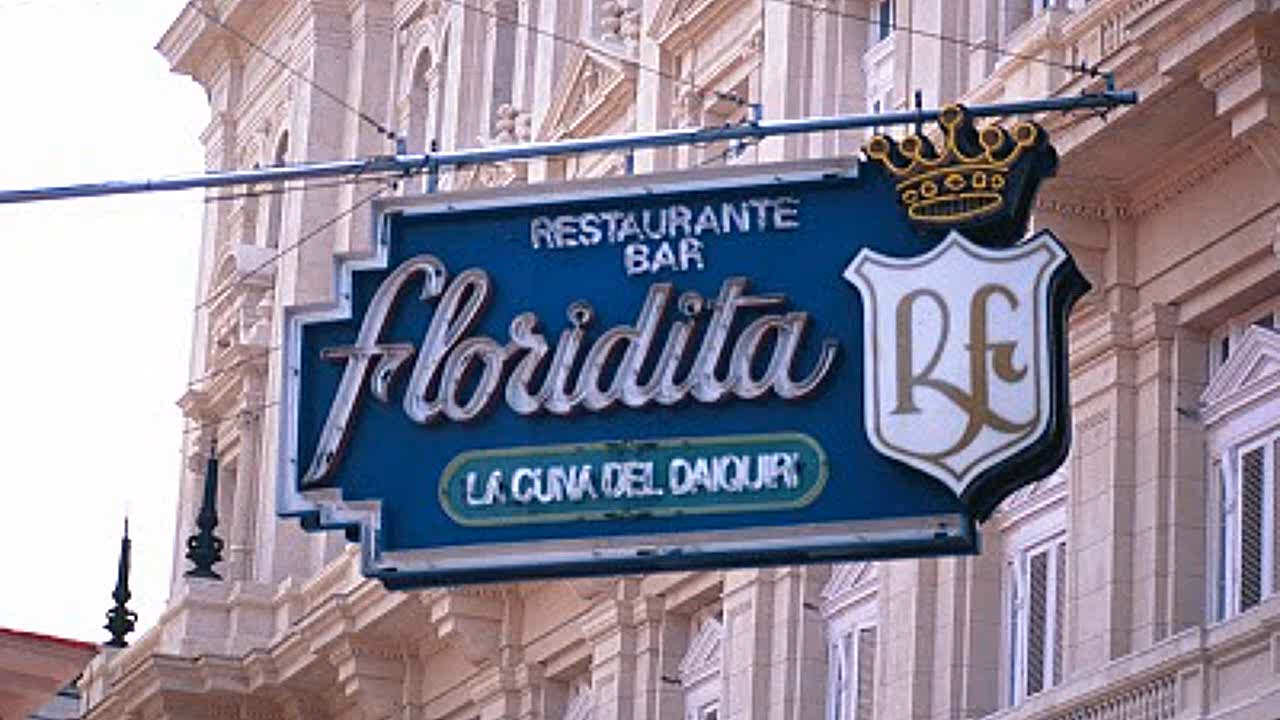 RESTAURANTE
BAR
floridita
LA CUNA DEL DAIQUIRI
RF